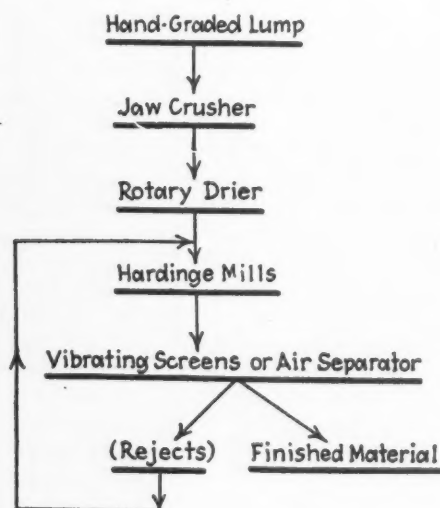 Hand-Graded Lump
Jaw Crusher
Rotary Drier
Hardinge Mills
Vibrating Screens or Air Separator
(Rejects) Finished Material